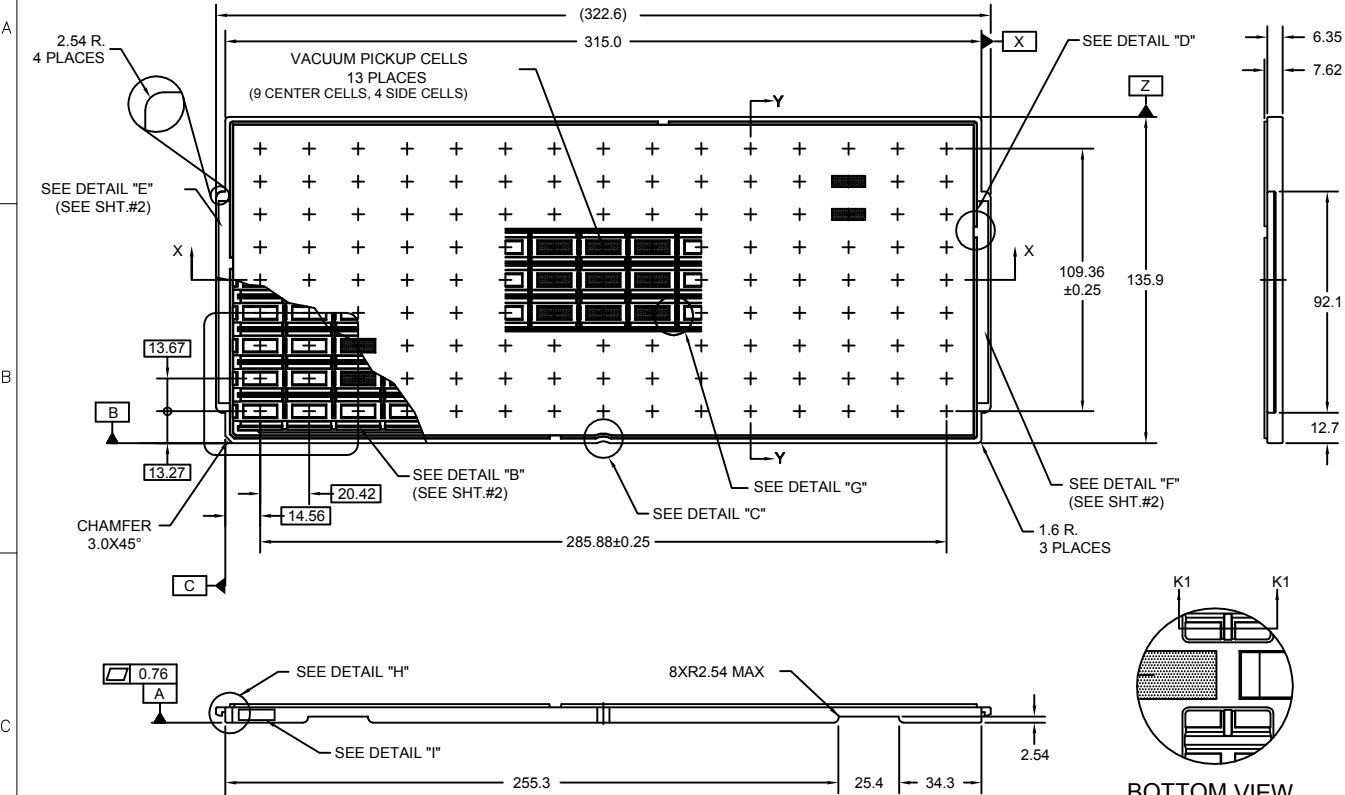 A
(322.6)
315.0
X
6.35
7.62
2.54 R.
4 PLACES
VACUUM PICKUP CELLS
13 PLACES
(9 CENTER CELLS, 4 SIDE CELLS)
Y
SEE DETAIL "D"
Z
SEE DETAIL "E"
(SEE SHT.#2)
X
X
109.36
±0.25
135.9
92.1
B
13.67
B
13.27
12.7
SEE DETAIL "B"
(SEE SHT.#2)
Y
SEE DETAIL "G"
SEE DETAIL "F"
(SEE SHT.#2)
20.42
14.56
SEE DETAIL "C"
CHAMFER
3.0X45°
285.88±0.25
1.6 R.
3 PLACES
C
K1
K1
0.76
A
SEE DETAIL "H"
8XR2.54 MAX
C
SEE DETAIL "I"
2.54
255.3
25.4
34.3
BOTTOM VIEW